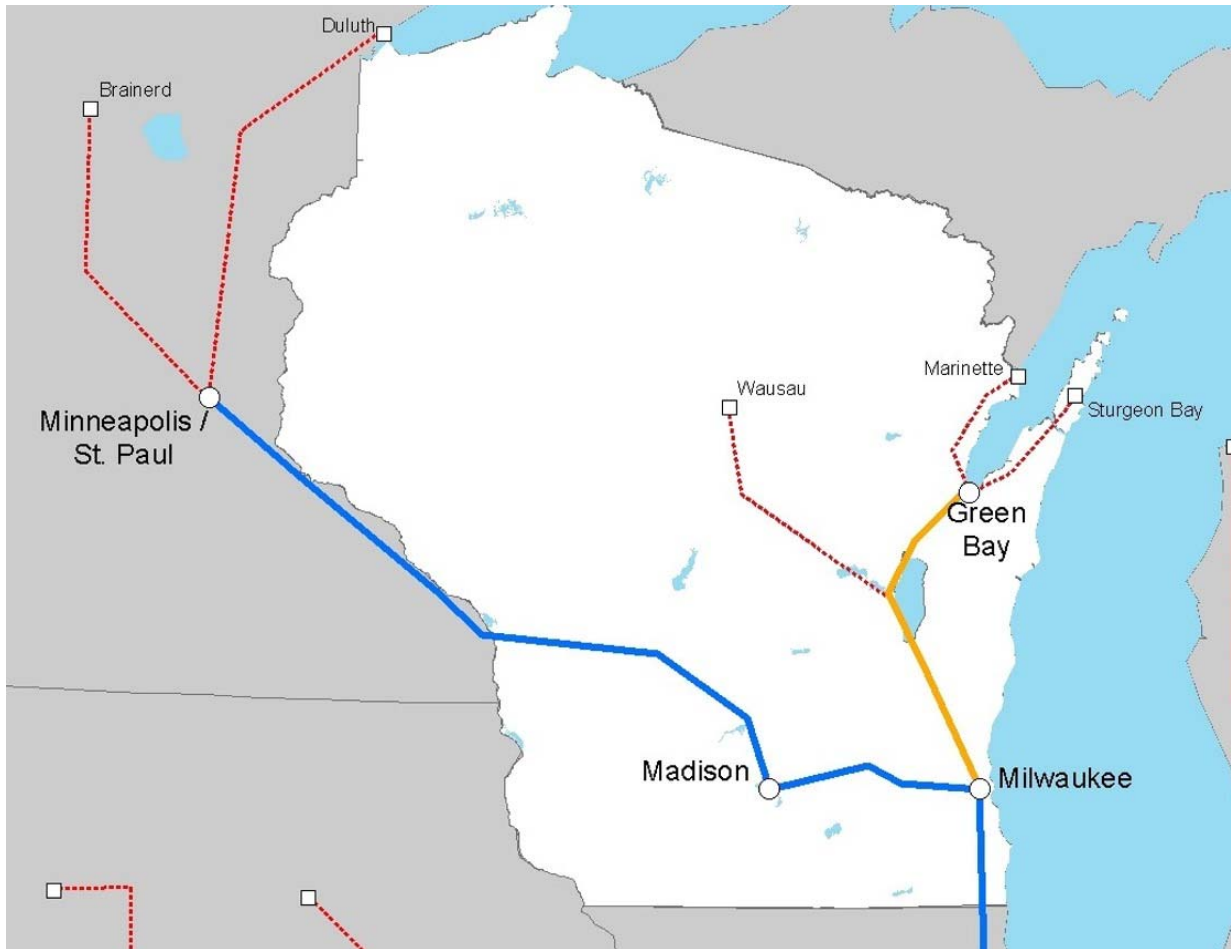 Duluth
Brainerd
Marinette
Wausau
Sturgeon Bay
Minneapolis /
St. Paul
Green
Bay
Madison
Milwaukee